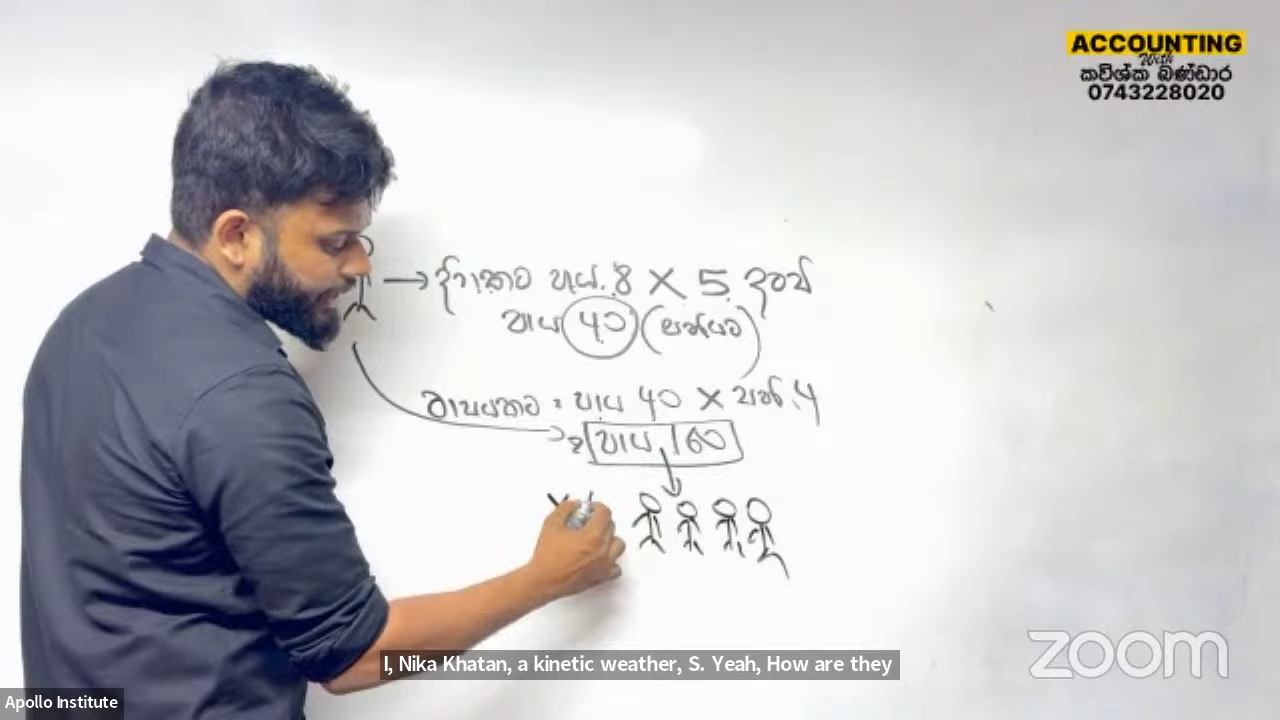 ACCOUNTING
With
කවිශ්ක බණ්ඩාර
0743228020
→ දිනකට පැය. 8 X 5 දවස්
පැය 40 (සතියට)
මාසයකට = පැය 40 X සති. 4
= පැය 160
zoom
I, Nika Khatan, a kinetic weather, S. Yeah, How are they
Apollo Institute